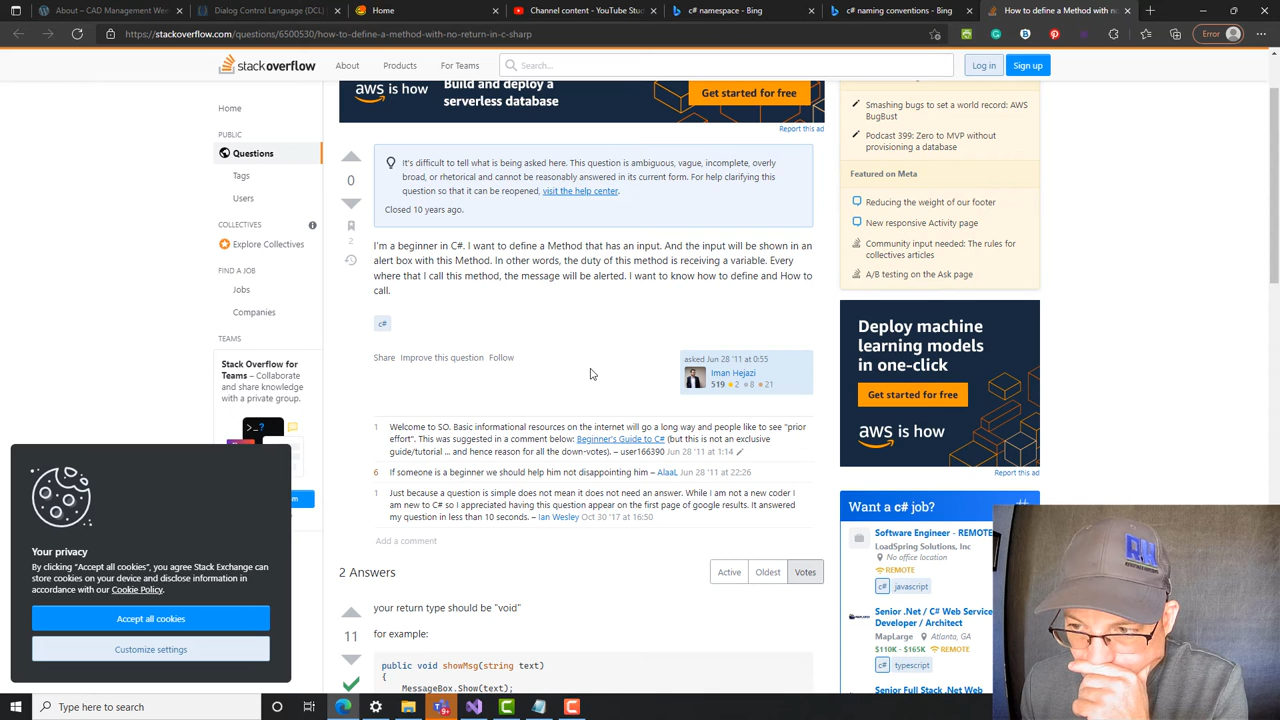 About – CAD Management Wee
Dialog Control Language (DCL)
Home
Channel content - YouTube Stud
c# namespace - Bing
c# naming conventions - Bing
How to define a Method with no
https://stackoverflow.com/questions/6500530/how-to-define-a-method-with-no-return-in-c-sharp
Error
stackoverflow
About
Products
For Teams
Search...
Log in
Sign up
aws is how
Build and deploy a
serverless database
Get started for free
Report this ad
Home
PUBLIC
Questions
Tags
Users
COLLECTIVES
Explore Collectives
FIND A JOB
Jobs
Companies
TEAMS
Stack Overflow for
Teams – Collaborate
and share knowledge
with a private group.
0
2
It's difficult to tell what is being asked here. This question is ambiguous, vague, incomplete, overly
broad, or rhetorical and cannot be reasonably answered in its current form. For help clarifying this
question so that it can be reopened, visit the help center.
Closed 10 years ago.
I'm a beginner in C#. I want to define a Method that has an input. And the input will be shown in an
alert box with this Method. In other words, the duty of this method is receiving a variable. Every
where that I call this method, the message will be alerted. I want to know how to define and How to
call.
c#
Share Improve this question Follow
asked Jun 28 '11 at 0:55
Iman Hejazi
519 2 8 21
1 Welcome to SO. Basic informational resources on the internet will go a long way and people like to see "prior
effort". This was suggested in a comment below: Beginner's Guide to C# (but this is not an exclusive
guide/tutorial ... and hence reason for all the down-votes). – user166390 Jun 28 '11 at 1:14
6 If someone is a beginner we should help him not disappointing him – AlaaL Jun 28 '11 at 22:26
1 Just because a question is simple does not mean it does not need an answer. While I am not a new coder I
am new to C# so I appreciated having this question appear on the first page of google results. It answered
my question in less than 10 seconds. – Ian Wesley Oct 30 '17 at 16:50
Add a comment
2 Answers
Active
Oldest
Votes
11
your return type should be "void"
for example:
public void showMsg(string text)
{
MessageBox.Show(text);
Smashing bugs to set a world record: AWS
BugBust
Podcast 399: Zero to MVP without
provisioning a database
Featured on Meta
Reducing the weight of our footer
New responsive Activity page
Community input needed: The rules for
collectives articles
A/B testing on the Ask page
Deploy machine
learning models
in one-click
Get started for free
aws is how
Report this ad
Want a c# job?
Software Engineer - REMOTE
LoadSpring Solutions, Inc
No office location
REMOTE
c# javascript
Senior .Net / C# Web Service
Developer / Architect
MapLarge Atlanta, GA
$110K - $165K REMOTE
c# typescript
Senior Full Stack .Net Web
Your privacy
By clicking "Accept all cookies", you agree Stack Exchange can
store cookies on your device and disclose information in
accordance with our Cookie Policy.
Accept all cookies
Customize settings
Type here to search